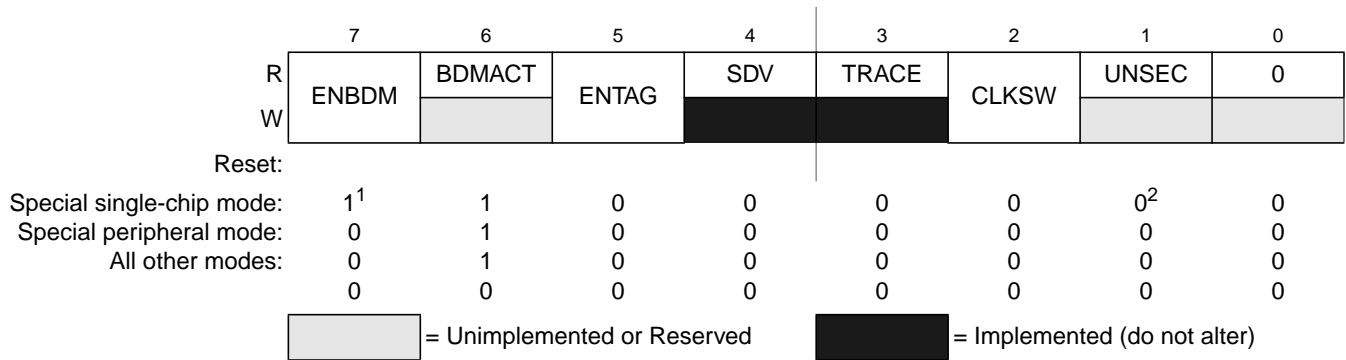 7 6 5 4 3 2 1 0
R ENBDM BDMACT ENTAG SDV TRACE CLKSW UNSEC 0
W
Reset:
Special single-chip mode: 1¹ 1 0 0 0 0 0² 0
Special peripheral mode: 0 1 0 0 0 0 0 0
All other modes: 0 1 0 0 0 0 0 0
0 0 0 0 0 0 0 0
= Unimplemented or Reserved = Implemented (do not alter)